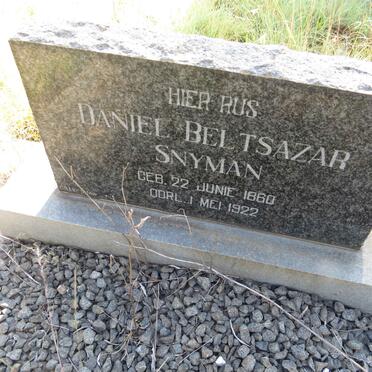 HIER RUS
DANIEL BELTSAZAR
SNYMAN
GEB. 22 JUNIE 1860
OORL. 1 MEI 1922